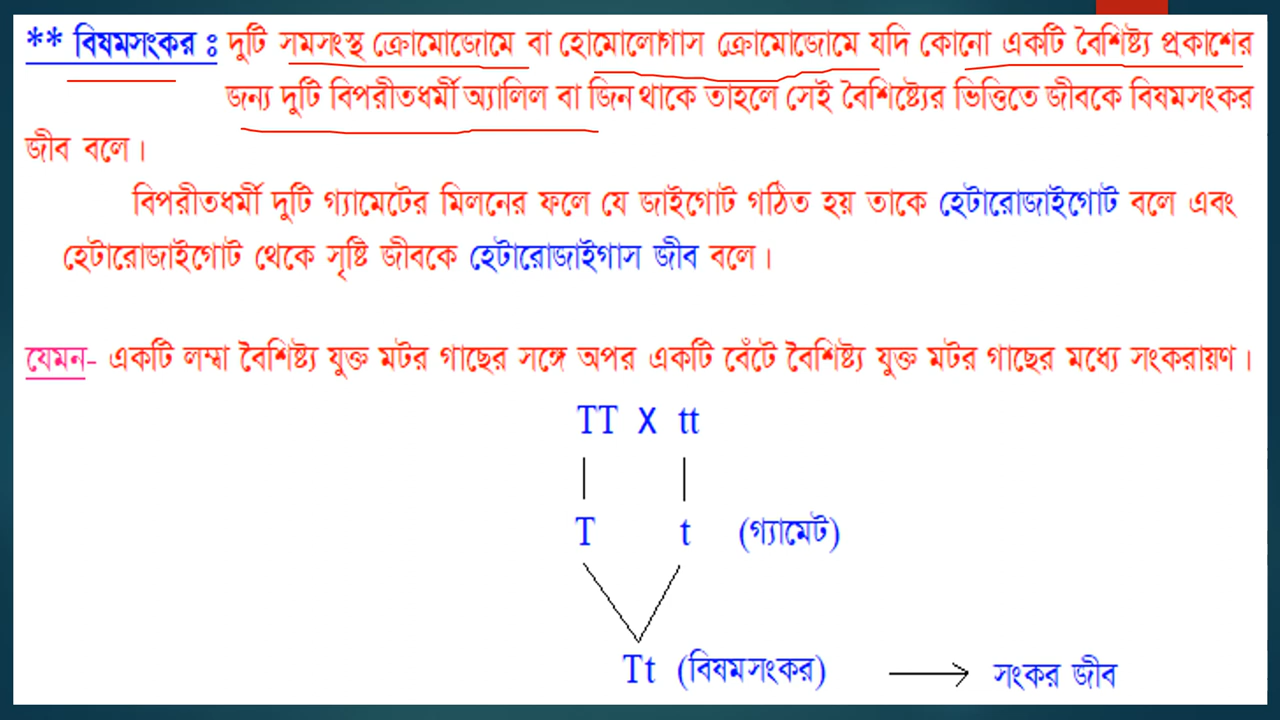 ** বিষমসংকর ঃ দুটি সমসংস্থ ক্রোমোজোমে বা হোমোলোগাস ক্রোমোজোমে যদি কোনো একটি বৈশিষ্ট্য প্রকাশের
জন্য দুটি বিপরীতধর্মী অ্যালিল বা জিন থাকে তাহলে সেই বৈশিষ্ট্যের ভিত্তিতে জীবকে বিষমসংকর
জীব বলে।
বিপরীতধর্মী দুটি গ্যামেটের মিলনের ফলে যে জাইগোট গঠিত হয় তাকে হেটারোজাইগোট বলে এবং
হেটারোজাইগোট থেকে সৃষ্টি জীবকে হেটারোজাইগাস জীব বলে।
যেমন- একটি লম্বা বৈশিষ্ট্য যুক্ত মটর গাছের সঙ্গে অপর একটি বেঁটে বৈশিষ্ট্য যুক্ত মটর গাছের মধ্যে সংকরায়ণ।
TT X tt
T t (গ্যামেট)
Tt (বিষমসংকর) সংকর জীব